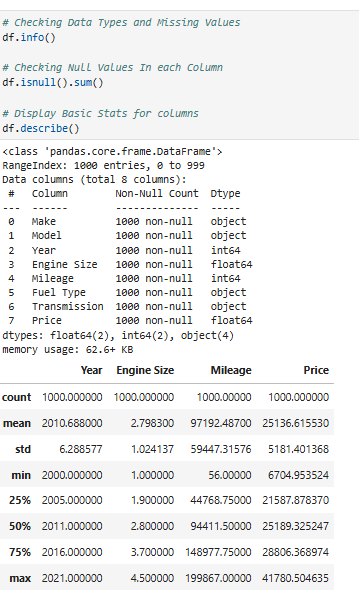 # Checking Data Types and Missing Values
df.info()
# Checking Null Values In each Column
df.isnull().sum()
# Display Basic Stats for columns
df.describe()
<class 'pandas.core.frame.DataFrame'>
RangeIndex: 1000 entries, 0 to 999
Data columns (total 8 columns):
 #   Column        Non-Null Count  Dtype
---  ------        --------------  -----
 0   Make          1000 non-null   object
 1   Model         1000 non-null   object
 2   Year          1000 non-null   int64
 3   Engine Size   1000 non-null   float64
 4   Mileage       1000 non-null   int64
 5   Fuel Type     1000 non-null   object
 6   Transmission  1000 non-null   object
 7   Price         1000 non-null   float64
dtypes: float64(2), int64(2), object(4)
memory usage: 62.6+ KB
Year Engine Size Mileage Price
count 1000.000000 1000.000000 1000.00000 1000.000000
mean 2010.688000 2.798300 97192.48700 25136.615530
std 6.288577 1.024137 59447.31576 5181.401368
min 2000.000000 1.000000 56.00000 6704.953524
25% 2005.000000 1.900000 44768.75000 21587.878370
50% 2011.000000 2.800000 94411.50000 25189.325247
75% 2016.000000 3.700000 148977.75000 28806.368974
max 2021.000000 4.500000 199867.00000 41780.504635